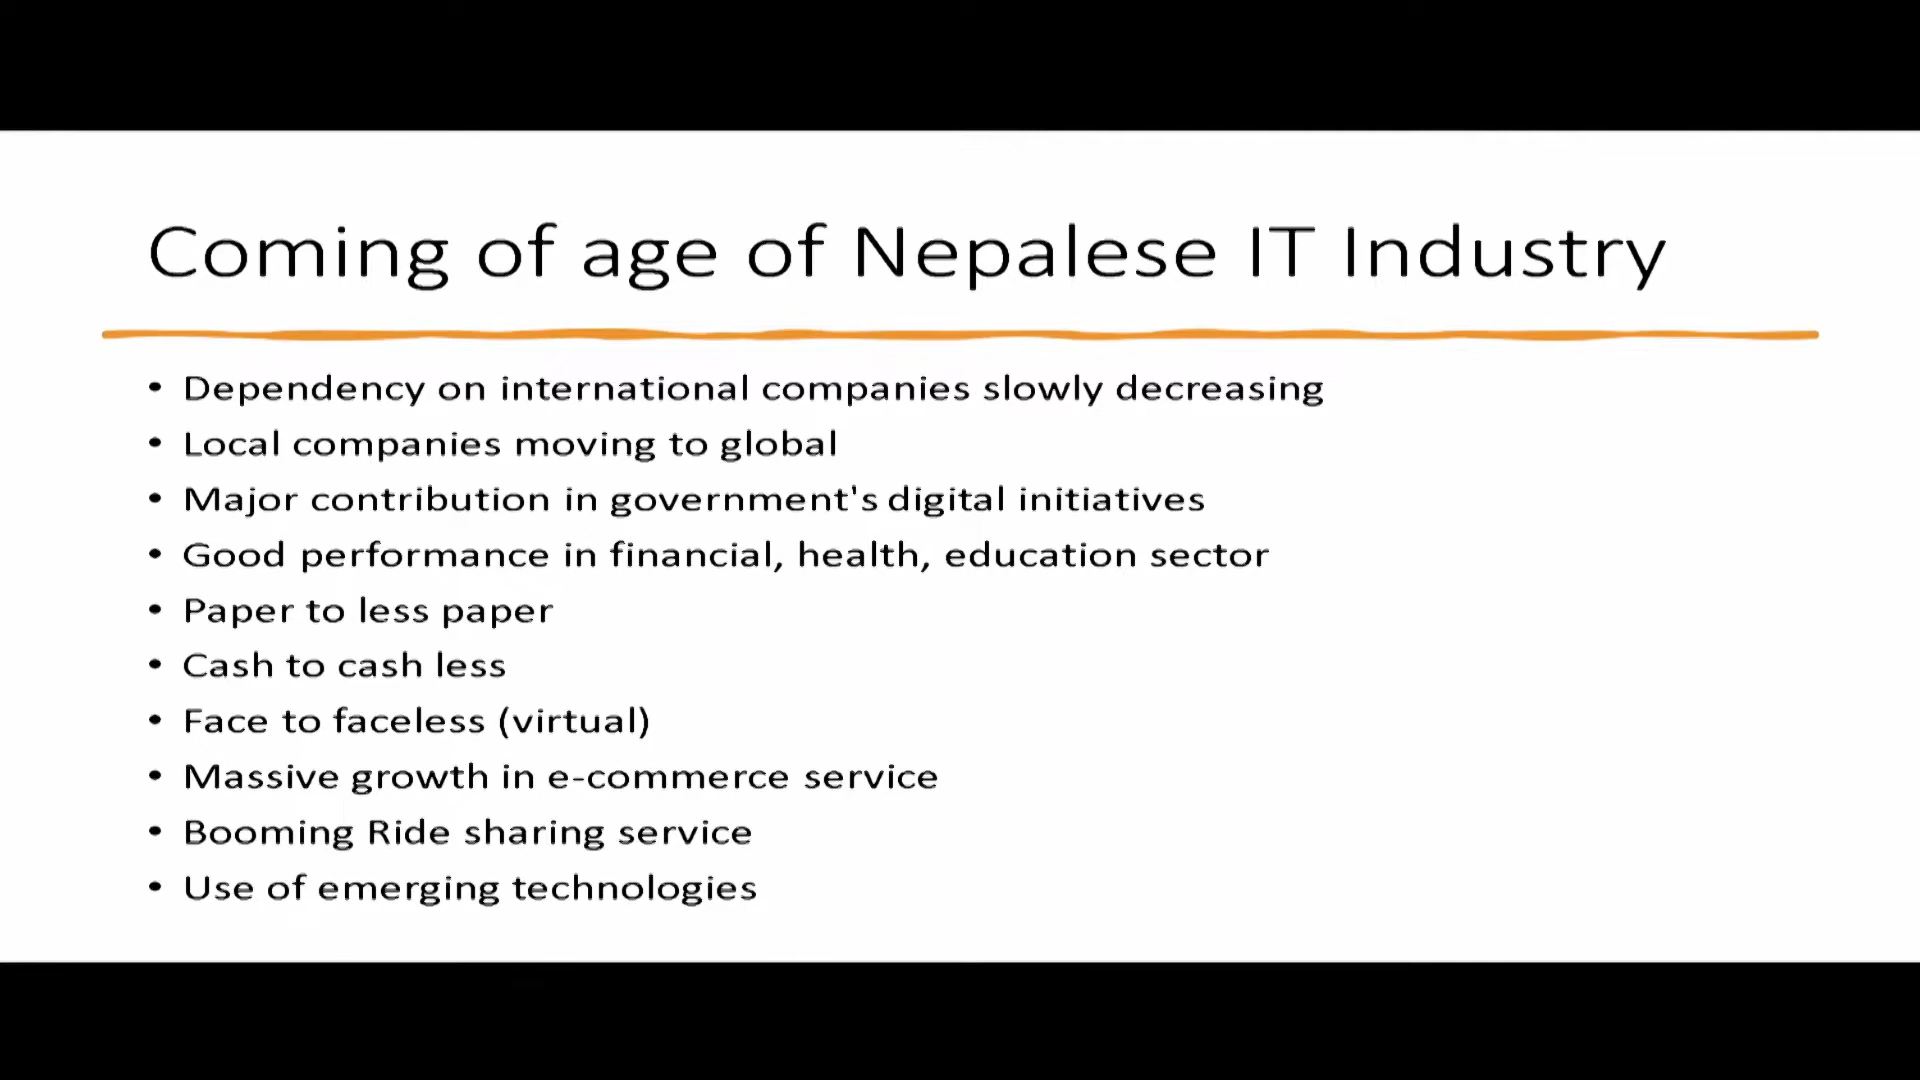 Coming of age of Nepalese IT Industry
• Dependency on international companies slowly decreasing
• Local companies moving to global
• Major contribution in government's digital initiatives
• Good performance in financial, health, education sector
• Paper to less paper
• Cash to cash less
• Face to faceless (virtual)
• Massive growth in e-commerce service
• Booming Ride sharing service
• Use of emerging technologies